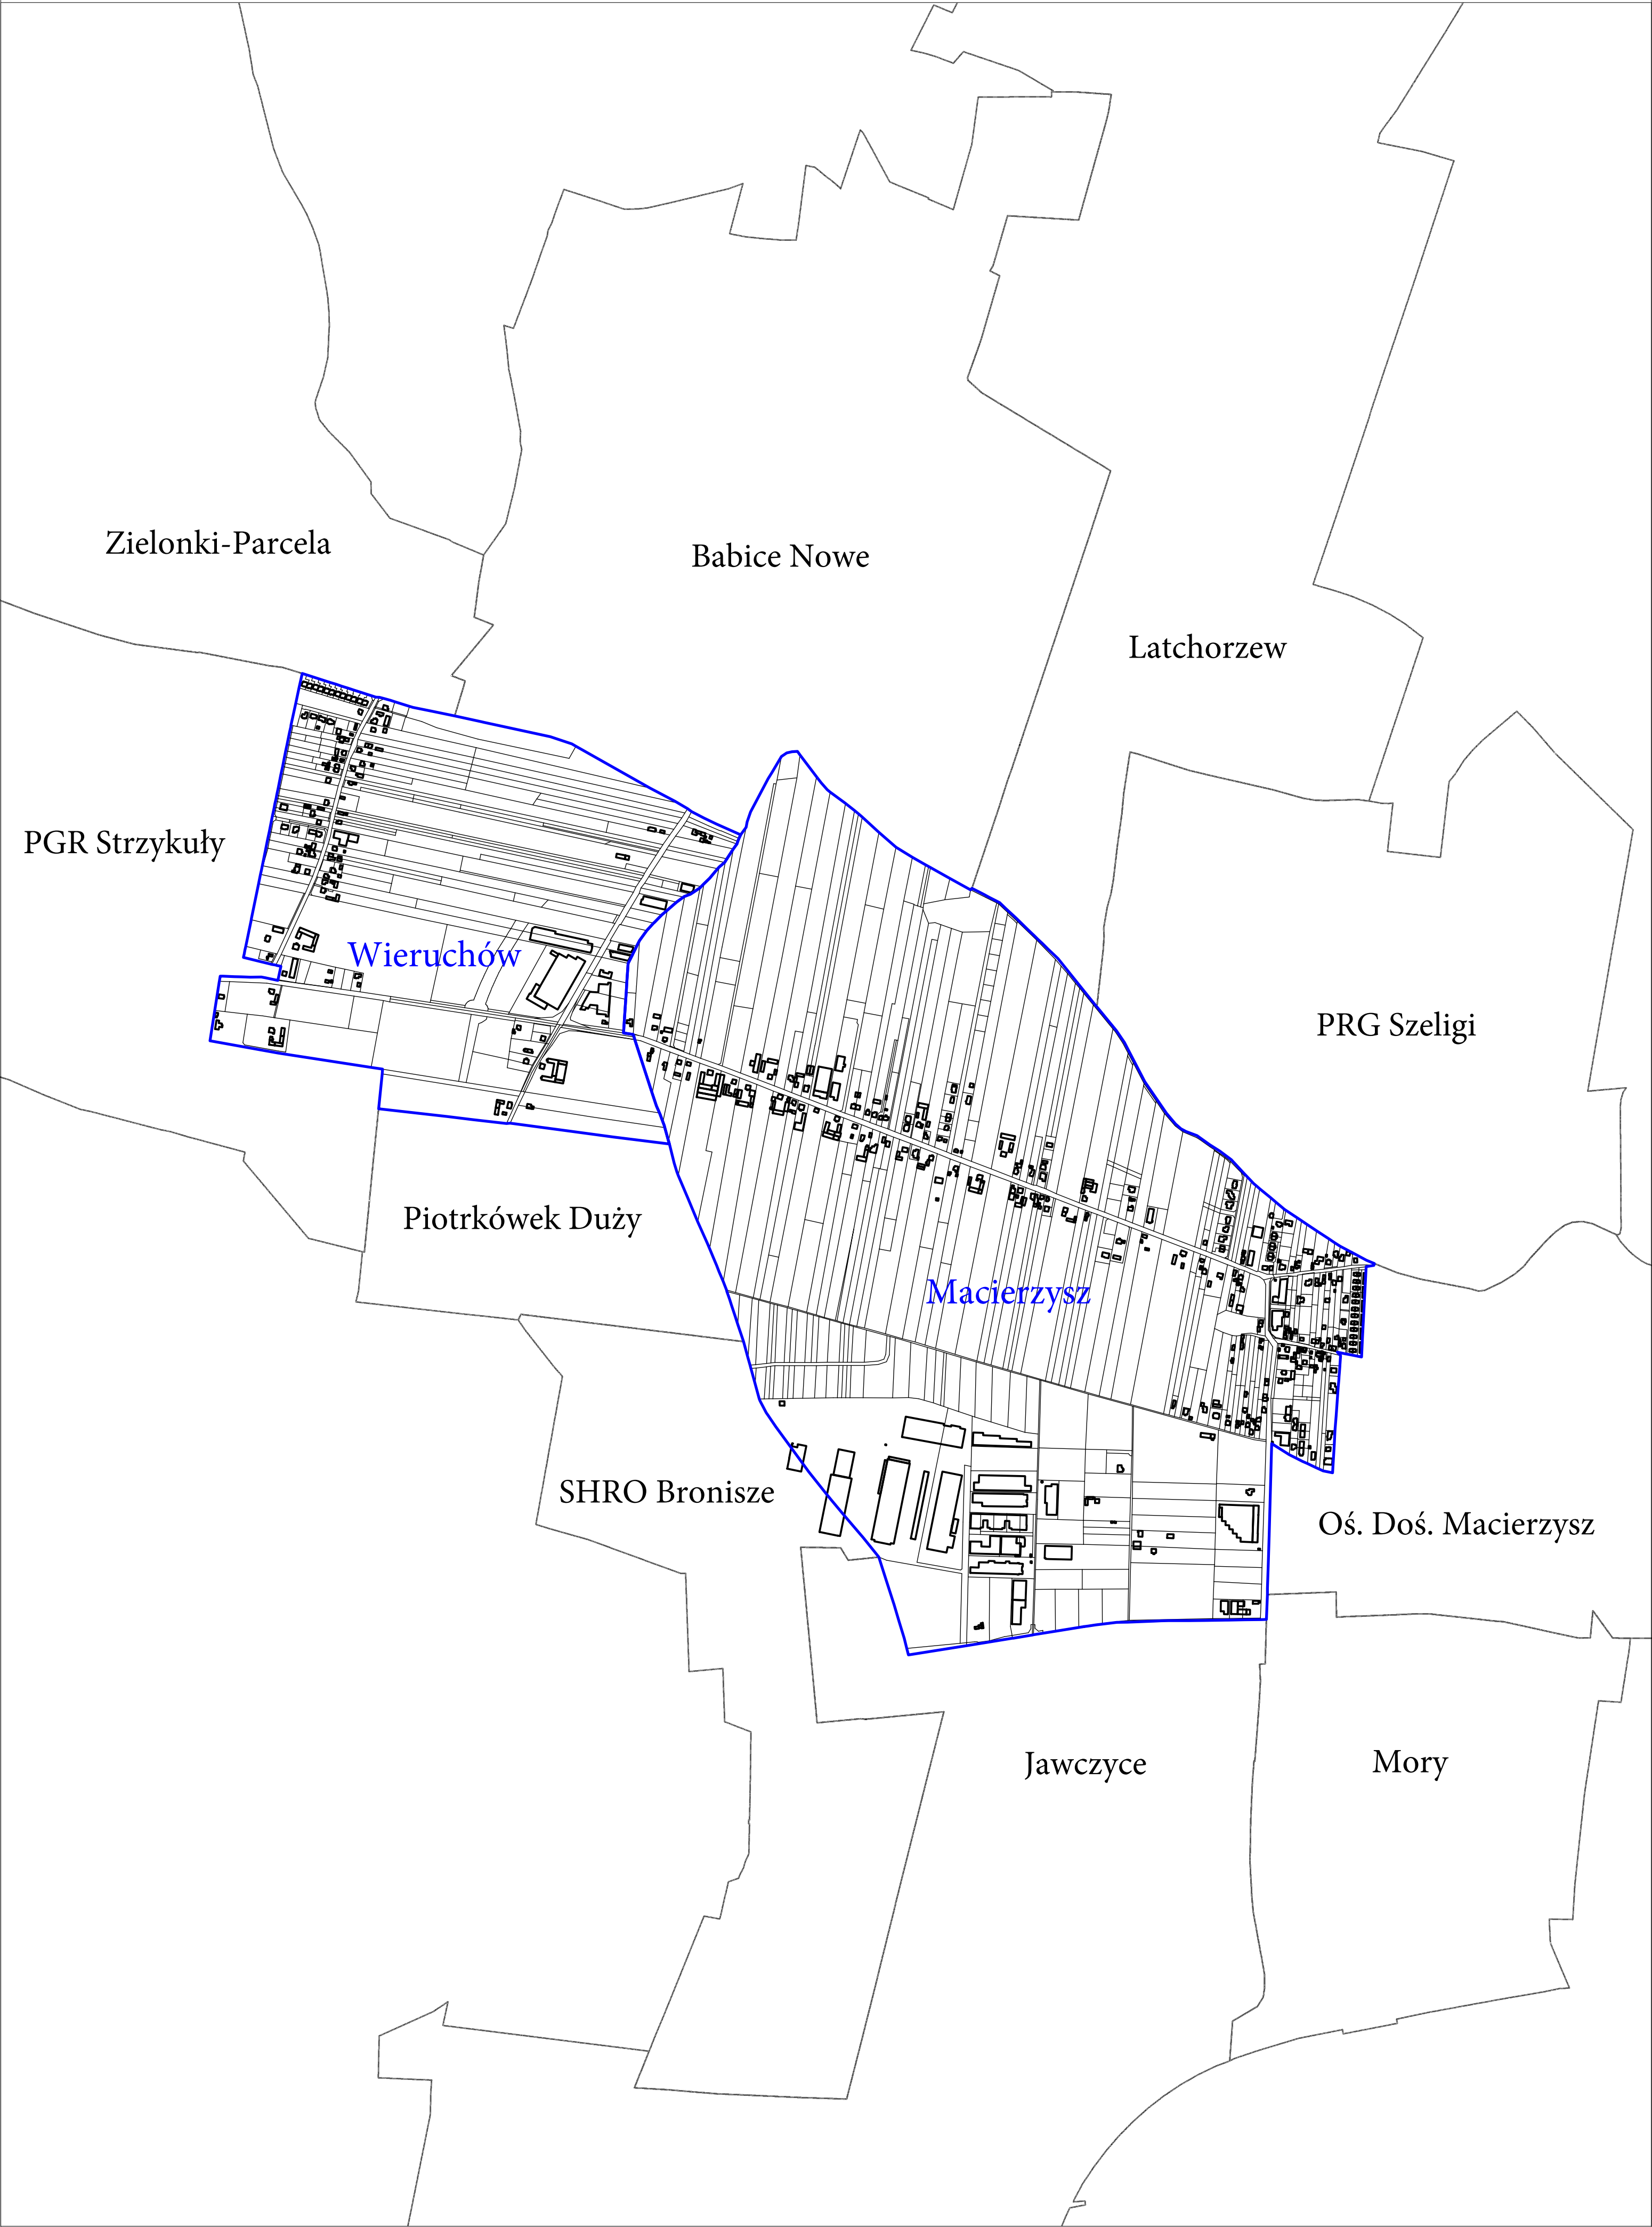 Zielonki-Parcela
Babice Nowe
Latchorzew
PGR Strzykuły
Wieruchów
PRG Szeligi
Piotrkówek Duży
Macierzysz
SHRO Bronisze
Oś. Doś. Macierzysz
Jawczyce
Mory